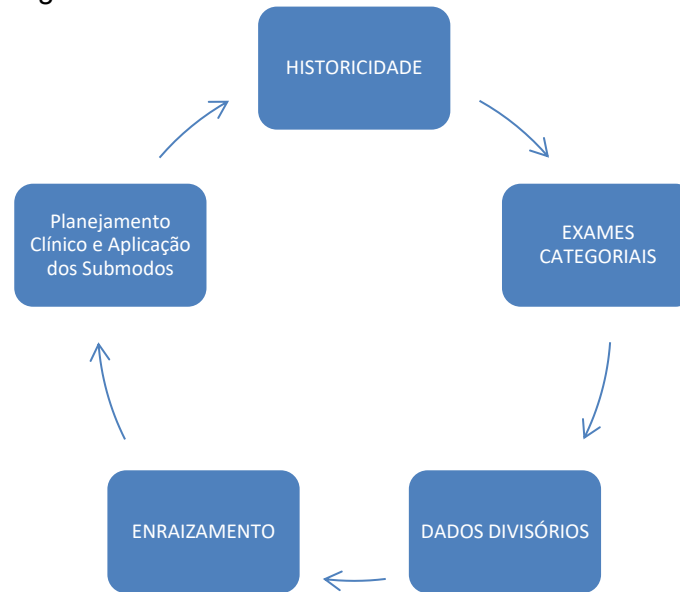 HISTORICIDADE
EXAMES
CATEGORIAIS
DADOS DIVISÓRIOS
ENRAIZAMENTO
Planejamento
Clínico e Aplicação
dos Submodos